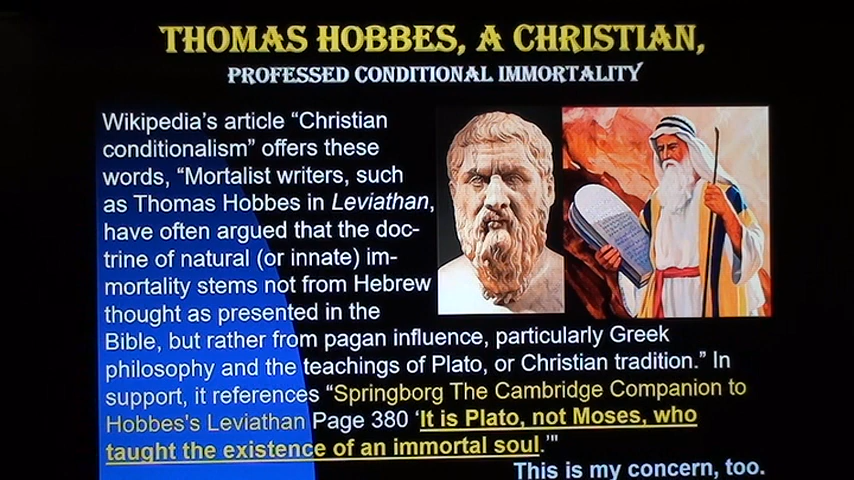 THOMAS HOBBES, A CHRISTIAN,
PROFESSED CONDITIONAL IMMORTALITY
Wikipedia's article “Christian
conditionalism” offers these
words, “Mortalist writers, such
as Thomas Hobbes in Leviathan,
have often argued that the doc-
trine of natural (or innate) im-
mortality stems not from Hebrew
thought as presented in the
Bible, but rather from pagan influence, particularly Greek
philosophy and the teachings of Plato, or Christian tradition.” In
support, it references “Springborg The Cambridge Companion to
Hobbes's Leviathan Page 380 ‘It is Plato, not Moses, who
taught the existence of an immortal soul.’"
This is my concern, too.